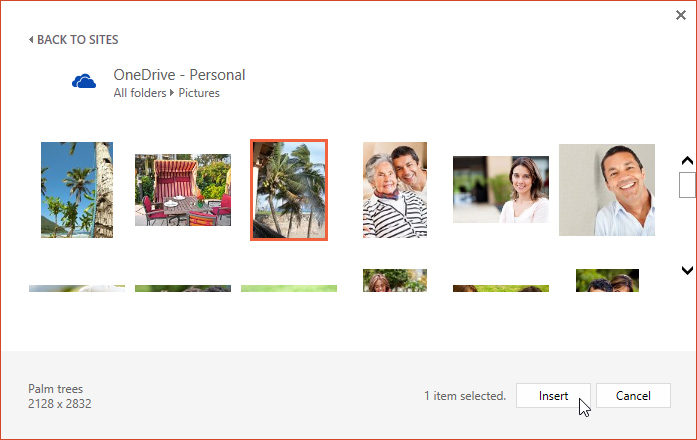 BACK TO SITES
OneDrive - Personal
All folders Pictures
Palm trees
2128 x 2832
1 item selected.
Insert
Cancel